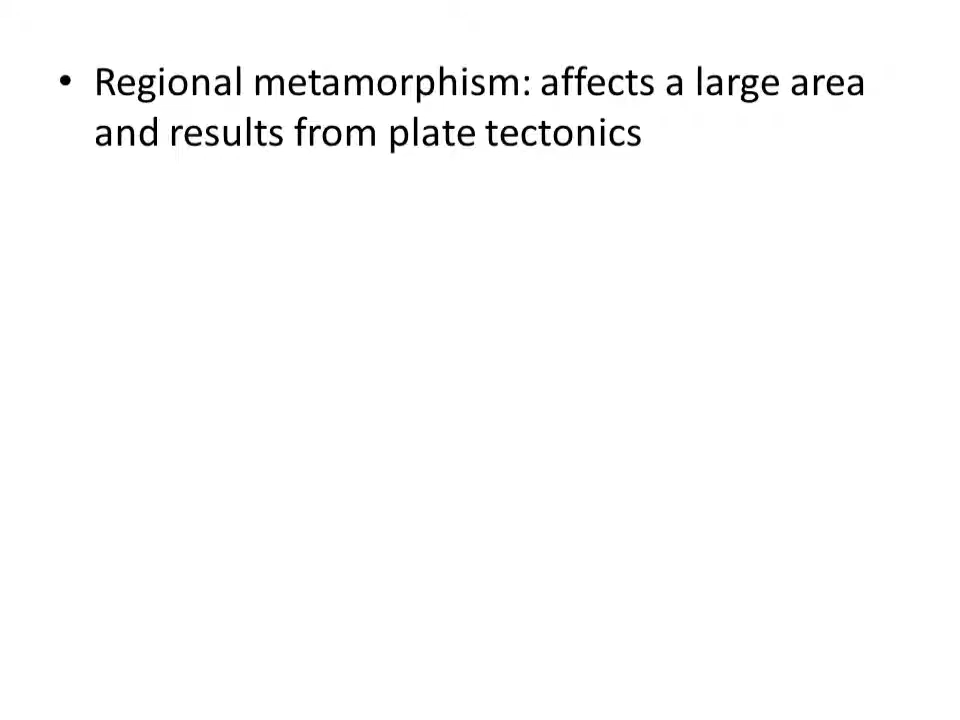 • Regional metamorphism: affects a large area
and results from plate tectonics